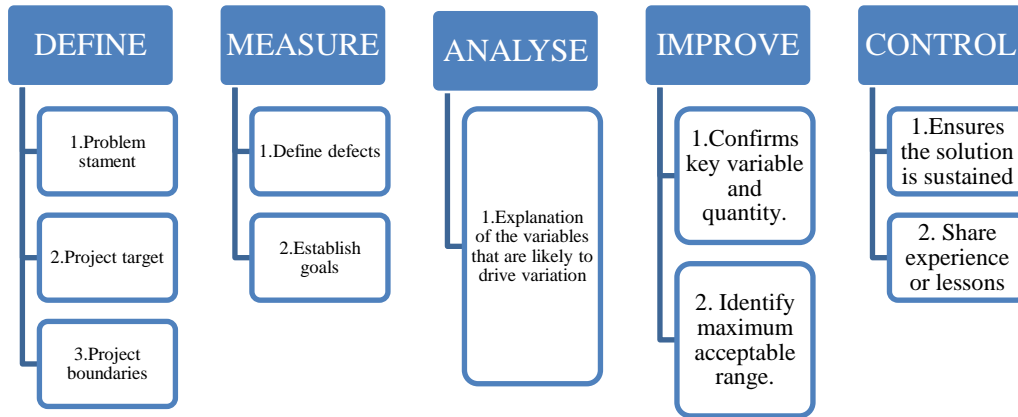 DEFINE
1.Problem
stament
2.Project target
3.Project
boundaries
MEASURE
1.Define defects
2.Establish
goals
ANALYSE
1.Explanation
of the variables
that are likely to
drive variation
IMPROVE
1.Confirms
key variable
and
quantity.
2. Identify
maximum
acceptable
range.
CONTROL
1.Ensures
the solution
is sustained
2. Share
experience
or lessons